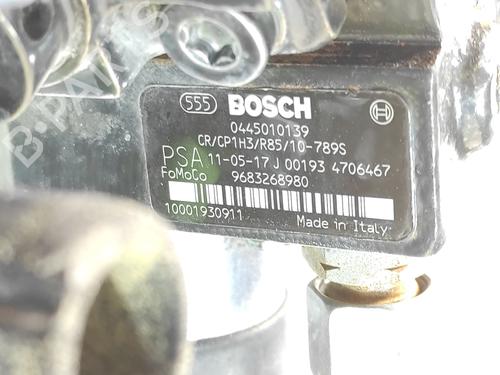 555 BOSCH
0445010139
CR/CP1H3/R85/10-789S
PSA 11-05-17 J 00193 4706467
FoMoCo 9683268980
10001930911 Made in Italy
B-PARTS